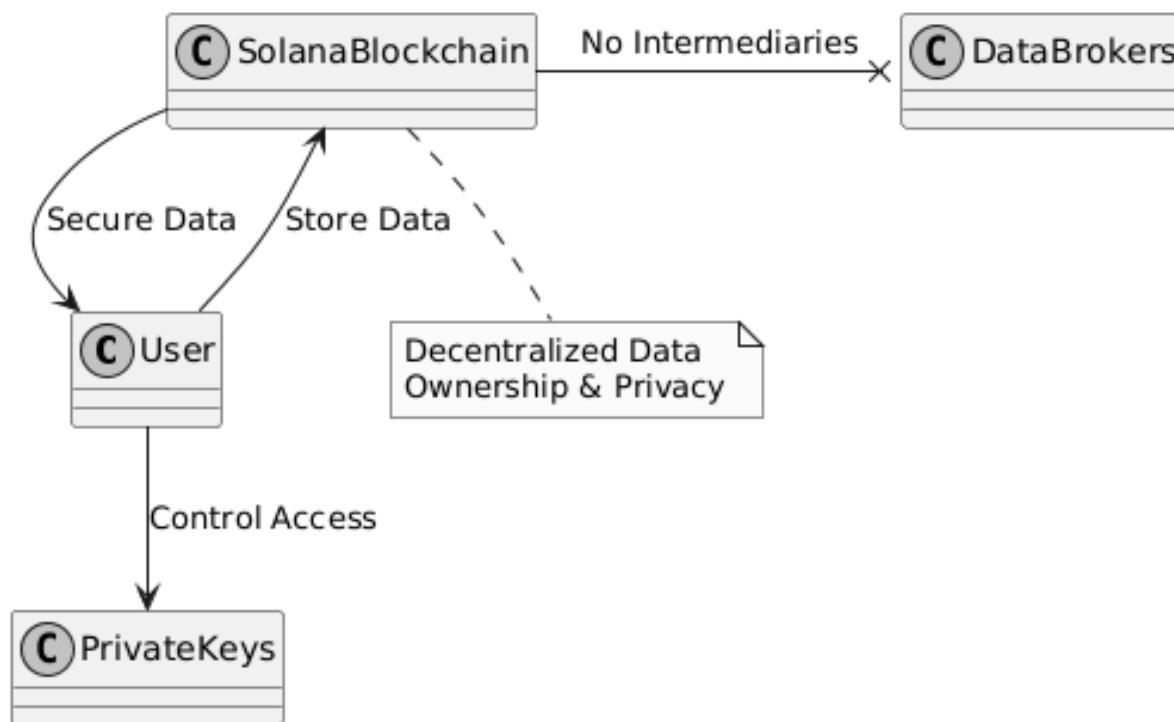 C SolanaBlockchain
No Intermediaries
C DataBrokers
Secure Data
Store Data
C User
Decentralized Data
Ownership & Privacy
Control Access
C PrivateKeys